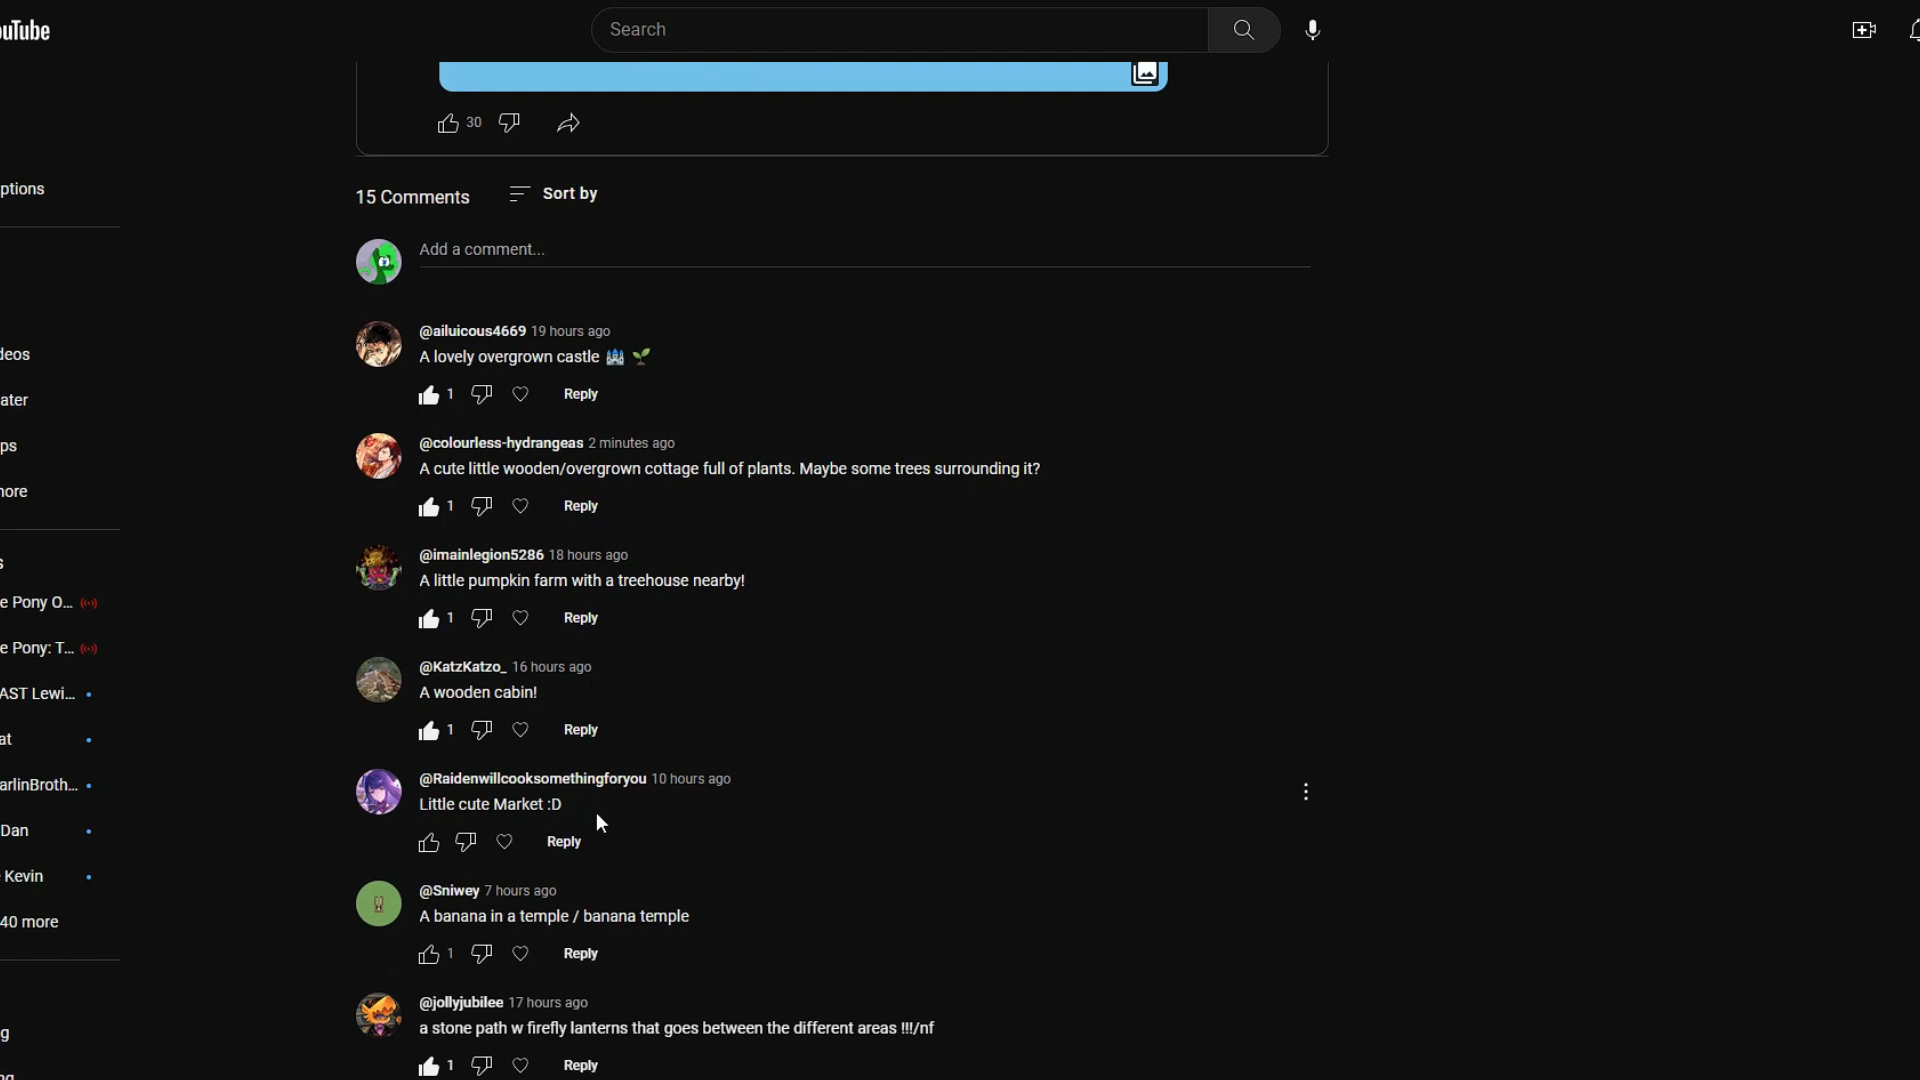 ouTube
Search
30
ptions
15 Comments
Sort by
Add a comment...
@ailuicous4669 19 hours ago
A lovely overgrown castle 🏰 🌱
1
Reply
deos
ater
@colourless-hydrangeas 2 minutes ago
ps
A cute little wooden/overgrown cottage full of plants. Maybe some trees surrounding it?
nore
1
Reply
@imainlegion5286 18 hours ago
s
A little pumpkin farm with a treehouse nearby!
e Pony O...
1
Reply
e Pony: T...
@KatzKatzo_ 16 hours ago
A wooden cabin!
AST Lewi...
1
Reply
at
@Raidenwillcooksomethingforyou 10 hours ago
arlinBroth...
Little cute Market :D
Dan
Reply
Kevin
@Sniwey 7 hours ago
A banana in a temple / banana temple
40 more
1
Reply
@jollyjubilee 17 hours ago
a stone path w firefly lanterns that goes between the different areas !!!/nf
g
1
Reply